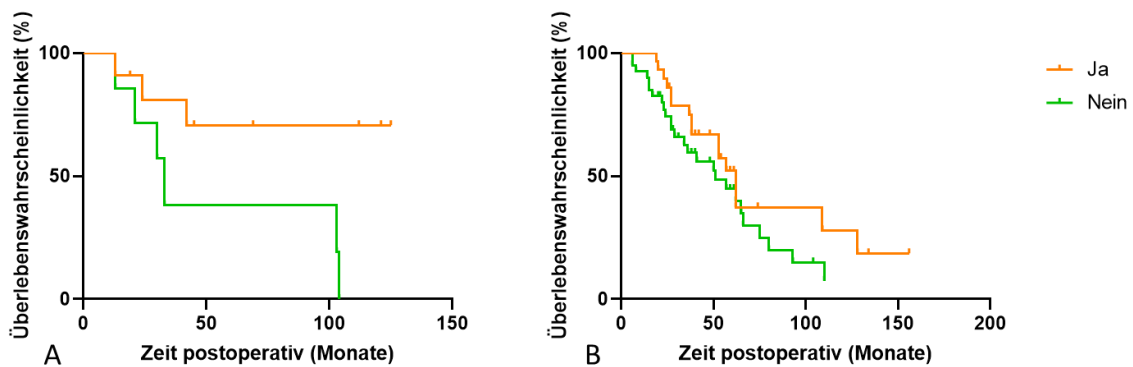 Überlebenswahrscheinlichkeit (%)
100
50
0
0 50 100 150
Zeit postoperativ (Monate)
A
Überlebenswahrscheinlichkeit (%)
100
50
0
0 50 100 150 200
Zeit postoperativ (Monate)
B
Ja
Nein